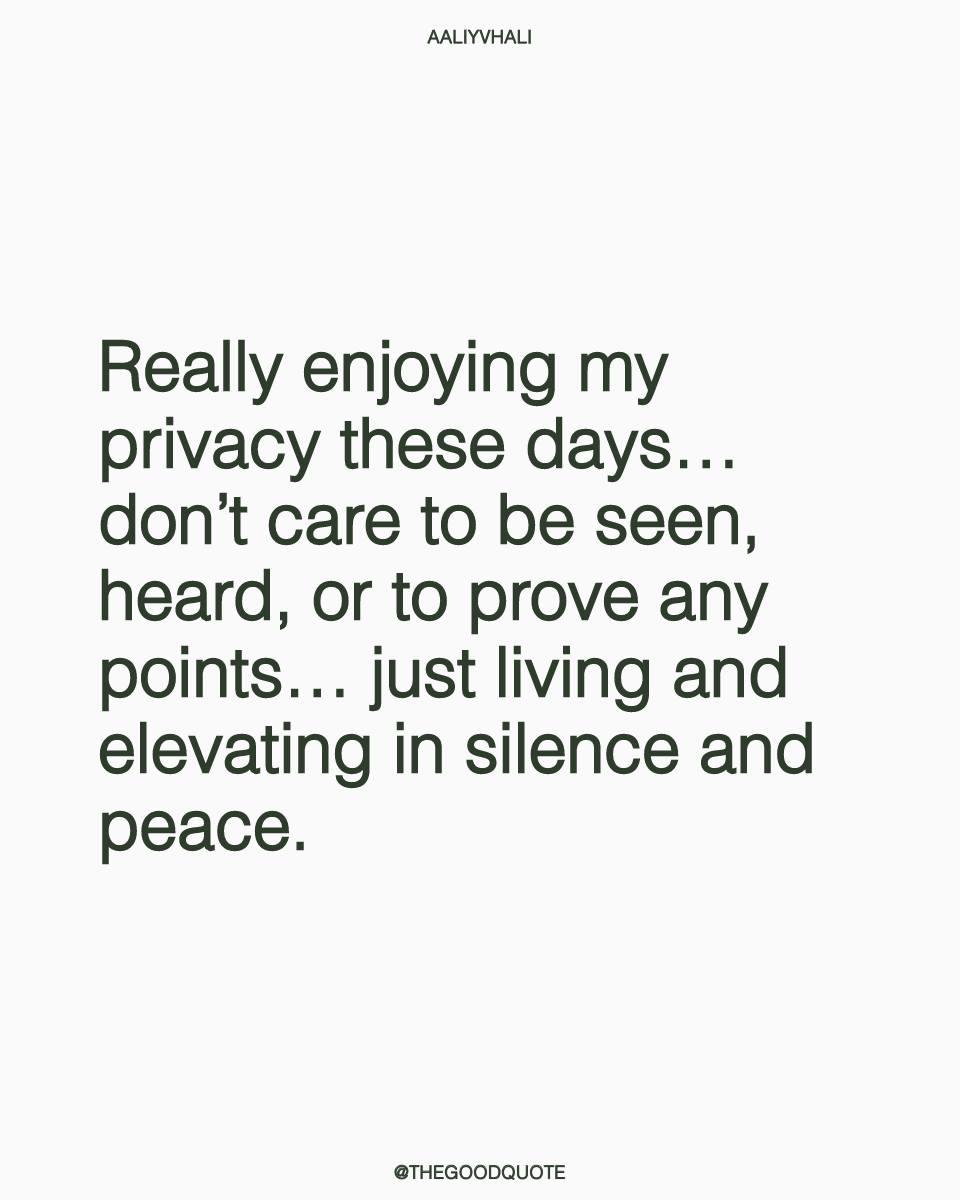 AALIYVHALI
Really enjoying my
privacy these days…
don’t care to be seen,
heard, or to prove any
points… just living and
elevating in silence and
peace.
@THEGOODQUOTE